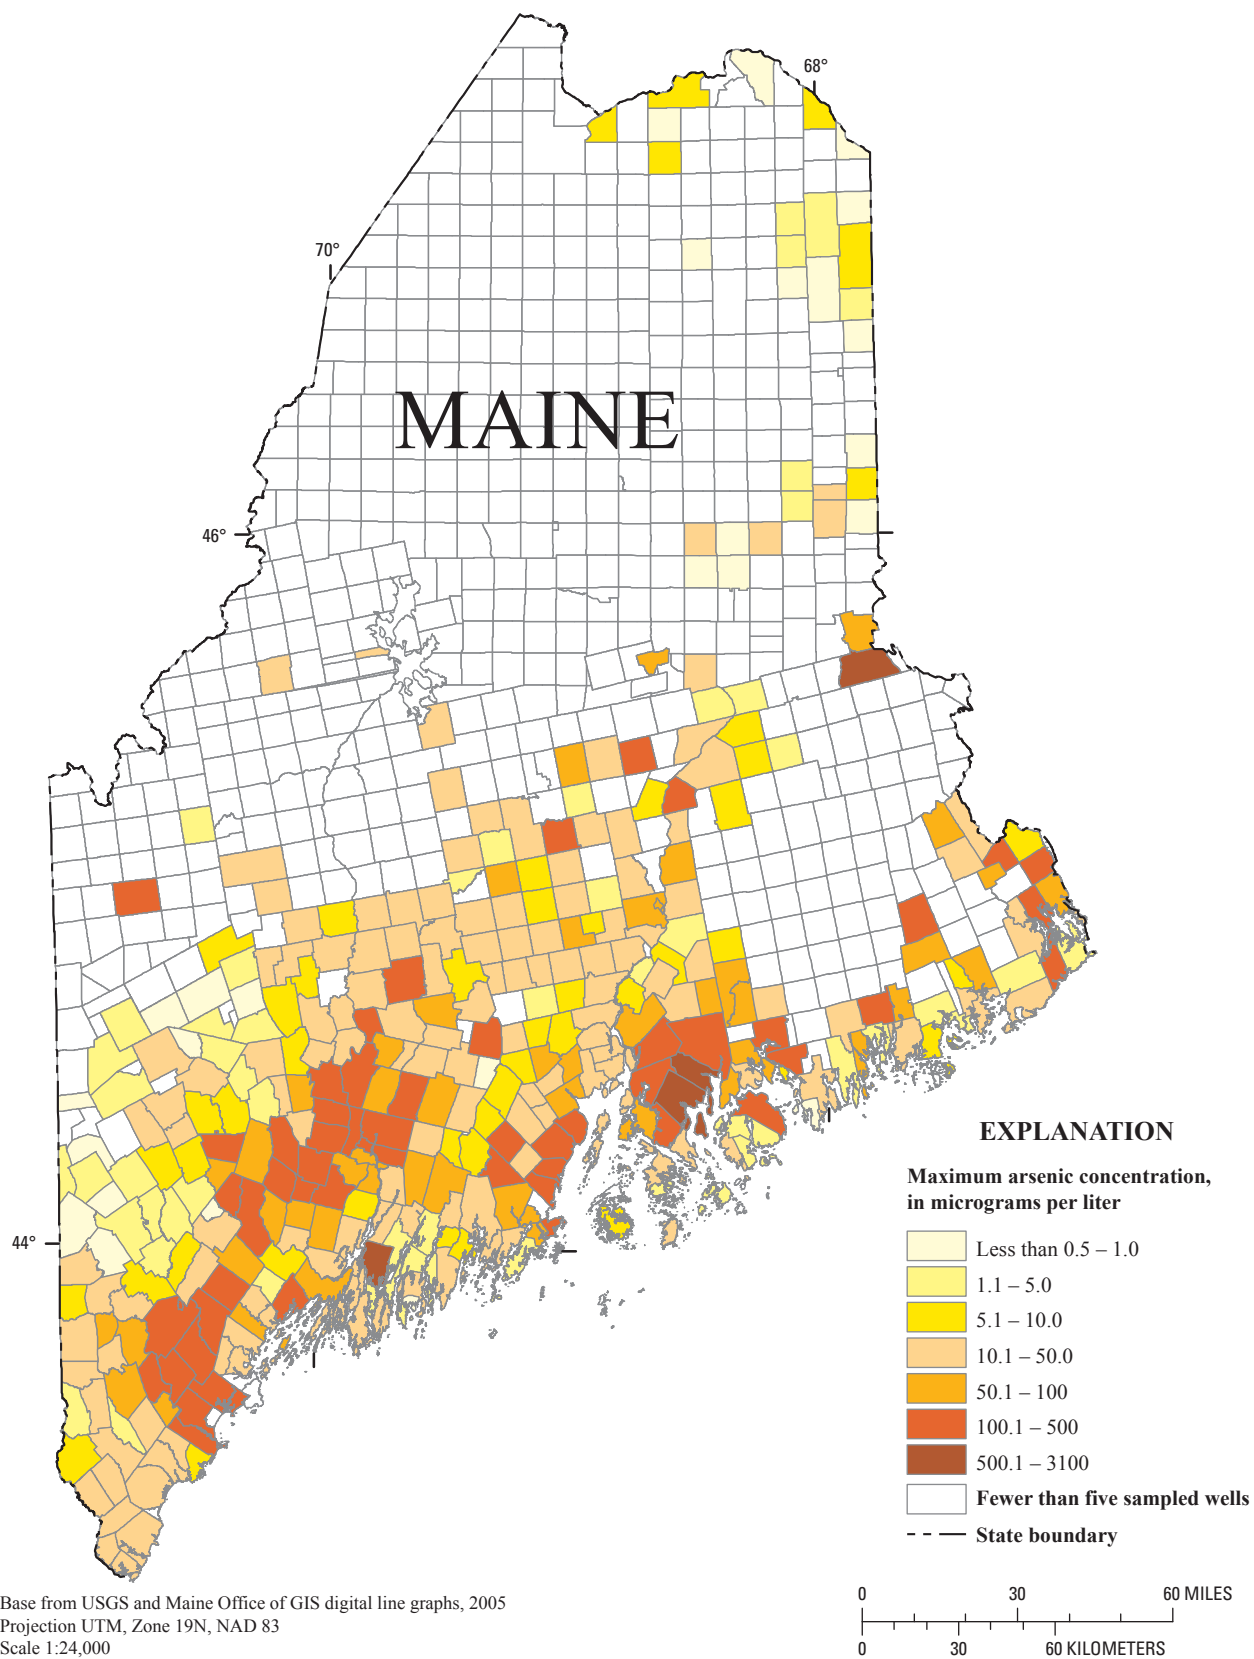 68°
70°
MAINE
46°
44°
EXPLANATION
Maximum arsenic concentration,
in micrograms per liter
Less than 0.5 – 1.0
1.1 – 5.0
5.1 – 10.0
10.1 – 50.0
50.1 – 100
100.1 – 500
500.1 – 3100
Fewer than five sampled wells
State boundary
Base from USGS and Maine Office of GIS digital line graphs, 2005
Projection UTM, Zone 19N, NAD 83
Scale 1:24,000
0 30 60 MILES
0 30 60 KILOMETERS